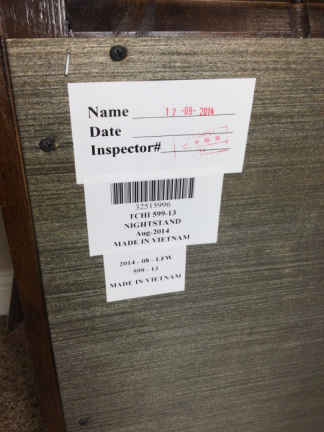 Name 12-09-2014
Date
Inspector#
32515996
TCHI 599-13
NIGHTSTAND
Aug-2014
MADE IN VIETNAM
2014 - 08 - LFW
599 - 13
MADE IN VIETNAM